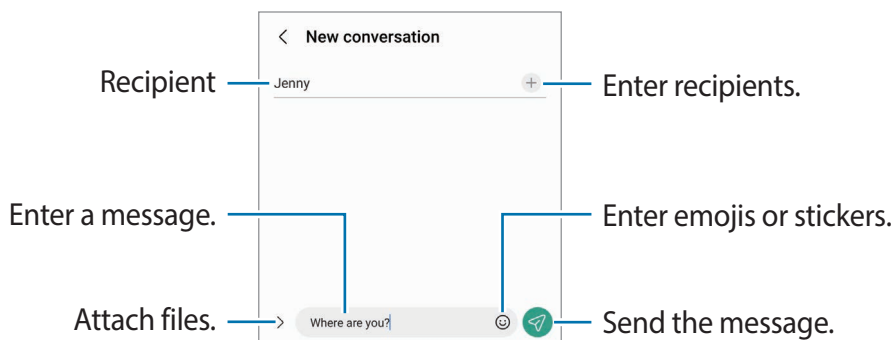 New conversation
Recipient
Jenny
Enter recipients.
Enter a message.
Enter emojis or stickers.
Attach files.
Where are you?
Send the message.